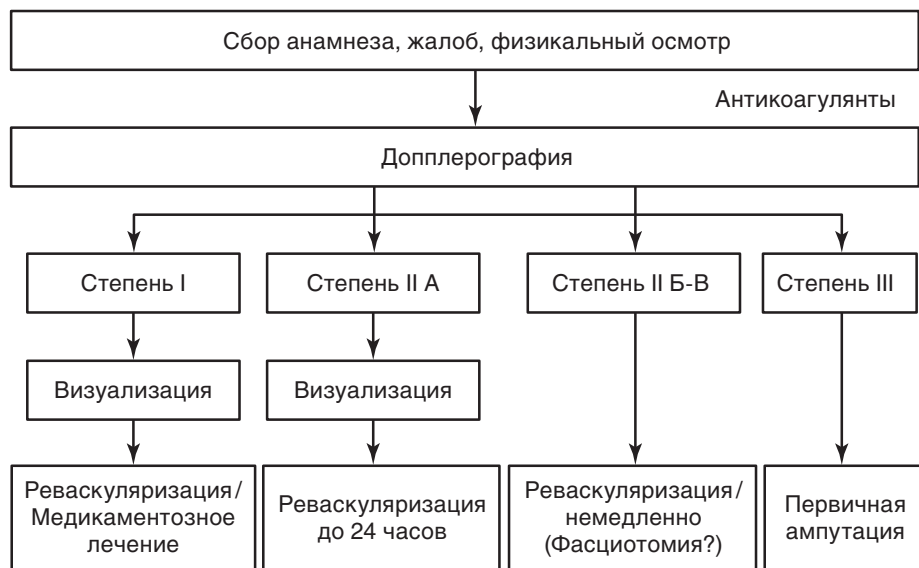 Сбор анамнеза, жалоб, физикальный осмотр
Антикоагулянты
Допплерография
Степень I
Степень II А
Степень II Б-В
Степень III
Визуализация
Визуализация
Реваскуляризация/
Медикаментозное
лечение
Реваскуляризация
до 24 часов
Реваскуляризация/
немедленно
(Фасциотомия?)
Первичная
ампутация